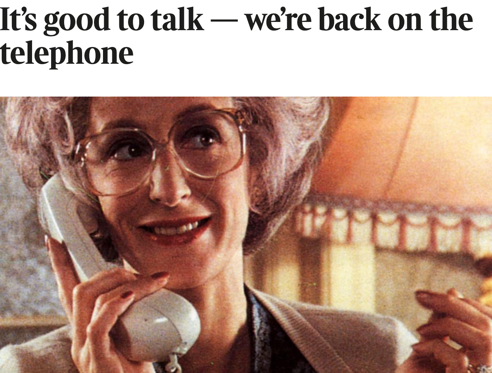 It’s good to talk — we’re back on the
telephone